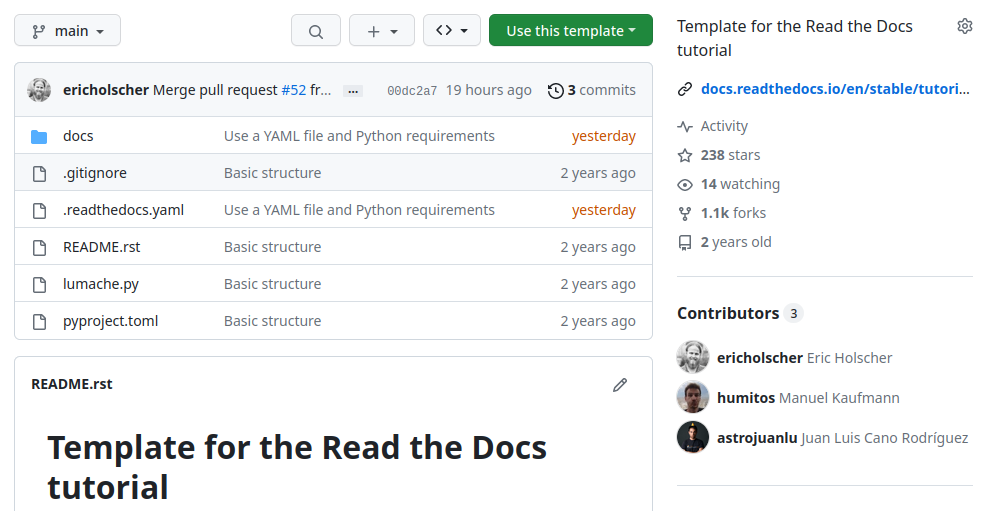 main
Use this template
ericholscher Merge pull request #52 fr... ... 00dc2a7 19 hours ago 3 commits
docs Use a YAML file and Python requirements yesterday
.gitignore Basic structure 2 years ago
.readthedocs.yaml Use a YAML file and Python requirements yesterday
README.rst Basic structure 2 years ago
lumache.py Basic structure 2 years ago
pyproject.toml Basic structure 2 years ago
README.rst
Template for the Read the Docs
tutorial
Template for the Read the Docs
tutorial
docs.readthedocs.io/en/stable/tutori...
Activity
238 stars
14 watching
1.1k forks
2 years old
Contributors 3
ericholscher Eric Holscher
humitos Manuel Kaufmann
astrojuanlu Juan Luis Cano Rodríguez